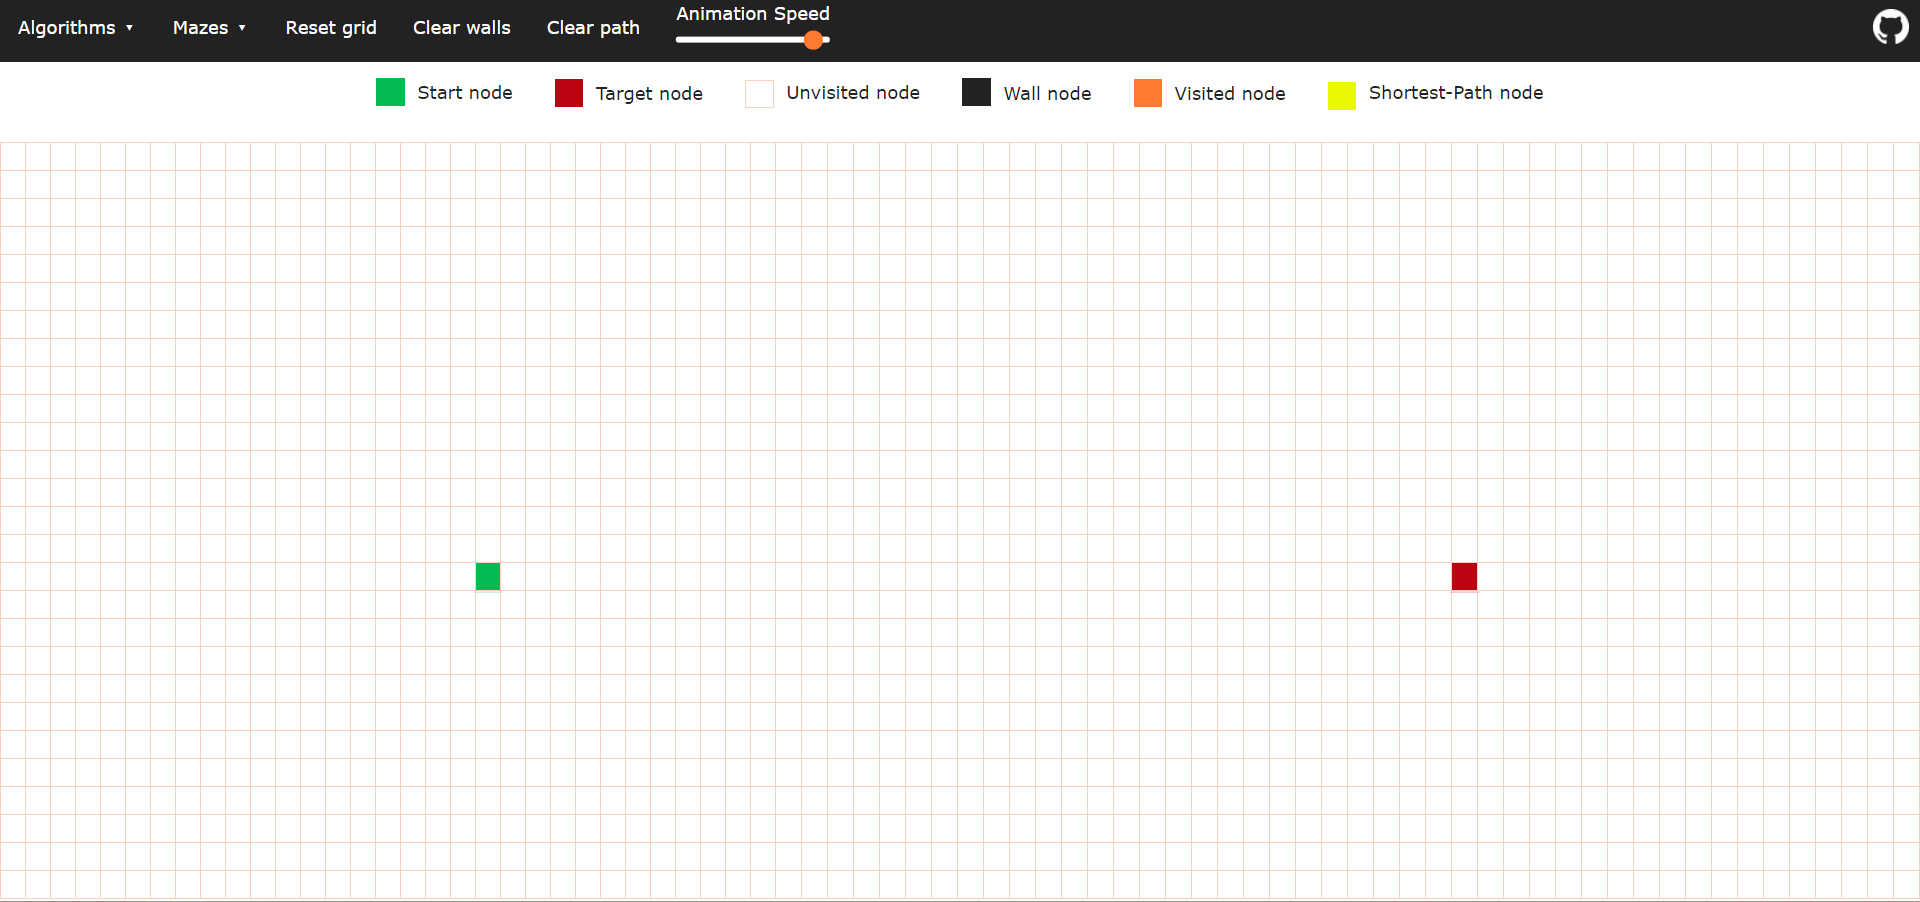 Algorithms ▼ Mazes ▼ Reset grid Clear walls Clear path Animation Speed
Start node Target node Unvisited node Wall node Visited node Shortest-Path node